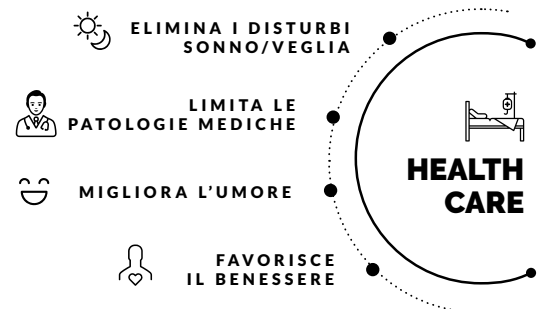 ELIMINA I DISTURBI
SONNO/VEGLIA
LIMITA LE
PATOLOGIE MEDICHE
MIGLIORA L'UMORE
FAVORISCE
IL BENESSERE
HEALTH
CARE